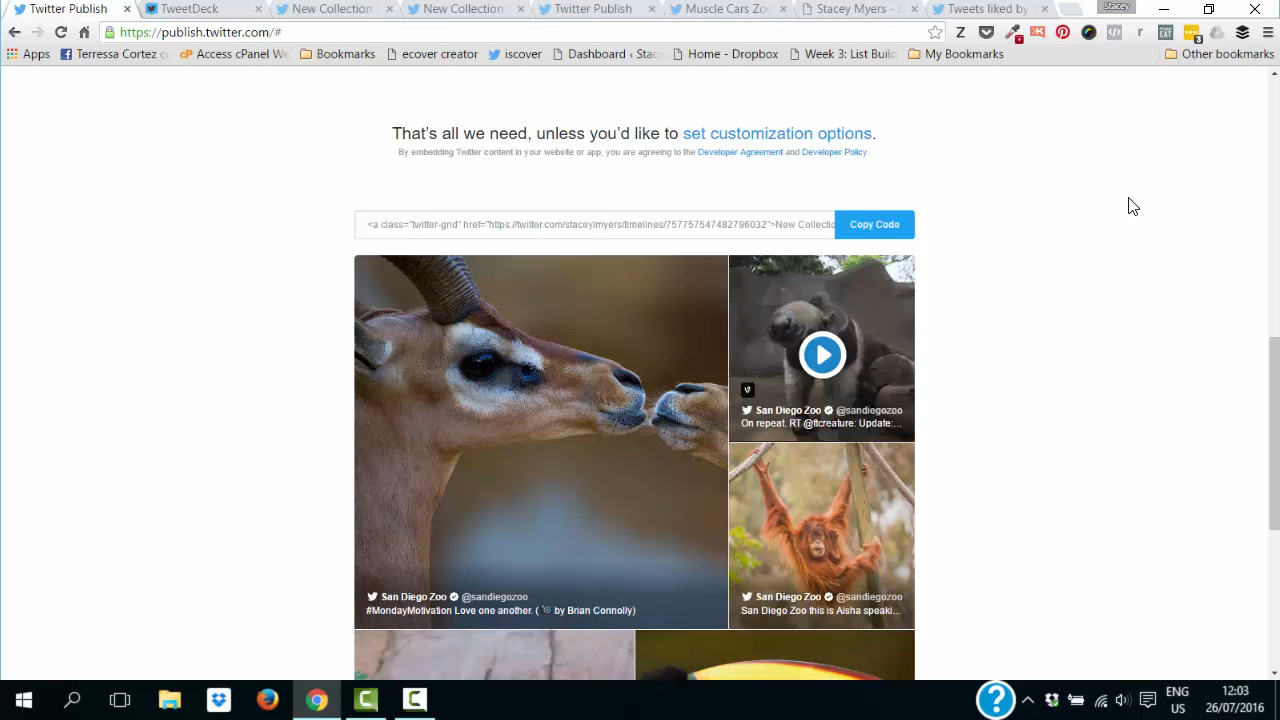 Twitter Publish
TweetDeck
New Collection
New Collection
Twitter Publish
Muscle Cars Zo
Stacey Myers - E
Tweets liked by
Stacey
https://publish.twitter.com/#
Apps
Terressa Cortez c
Access cPanel We
Bookmarks
ecover creator
iscover
Dashboard ‹ Stac
Home - Dropbox
Week 3: List Buil
My Bookmarks
Other bookmarks
That's all we need, unless you'd like to set customization options.
By embedding Twitter content in your website or app, you are agreeing to the Developer Agreement and Developer Policy.
<a class="twitter-grid" href="https://twitter.com/staceylmyers/timelines/757757547482796032">New Collectio
Copy Code
San Diego Zoo @sandiegozoo
On repeat. RT @ftcreature: Update:...
San Diego Zoo @sandiegozoo
#MondayMotivation Love one another. ( by Brian Connolly)
San Diego Zoo @sandiegozoo
San Diego Zoo this is Aisha speaki...
ENG
US
12:03
26/07/2016